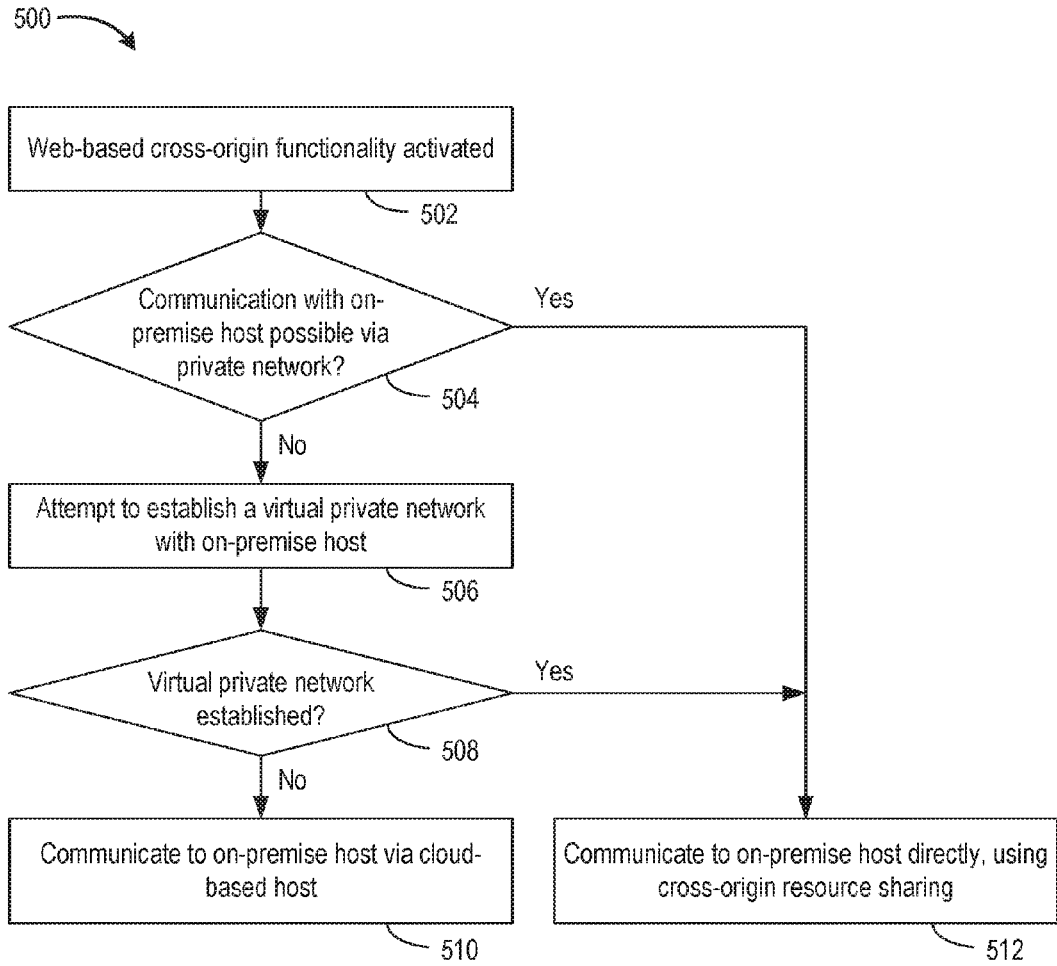 500
Web-based cross-origin functionality activated
502
Communication with on-
premise host possible via
private network?
Yes
504
No
Attempt to establish a virtual private network
with on-premise host
506
Virtual private network
established?
Yes
508
No
Communicate to on-premise host via cloud-
based host
510
Communicate to on-premise host directly, using
cross-origin resource sharing
512